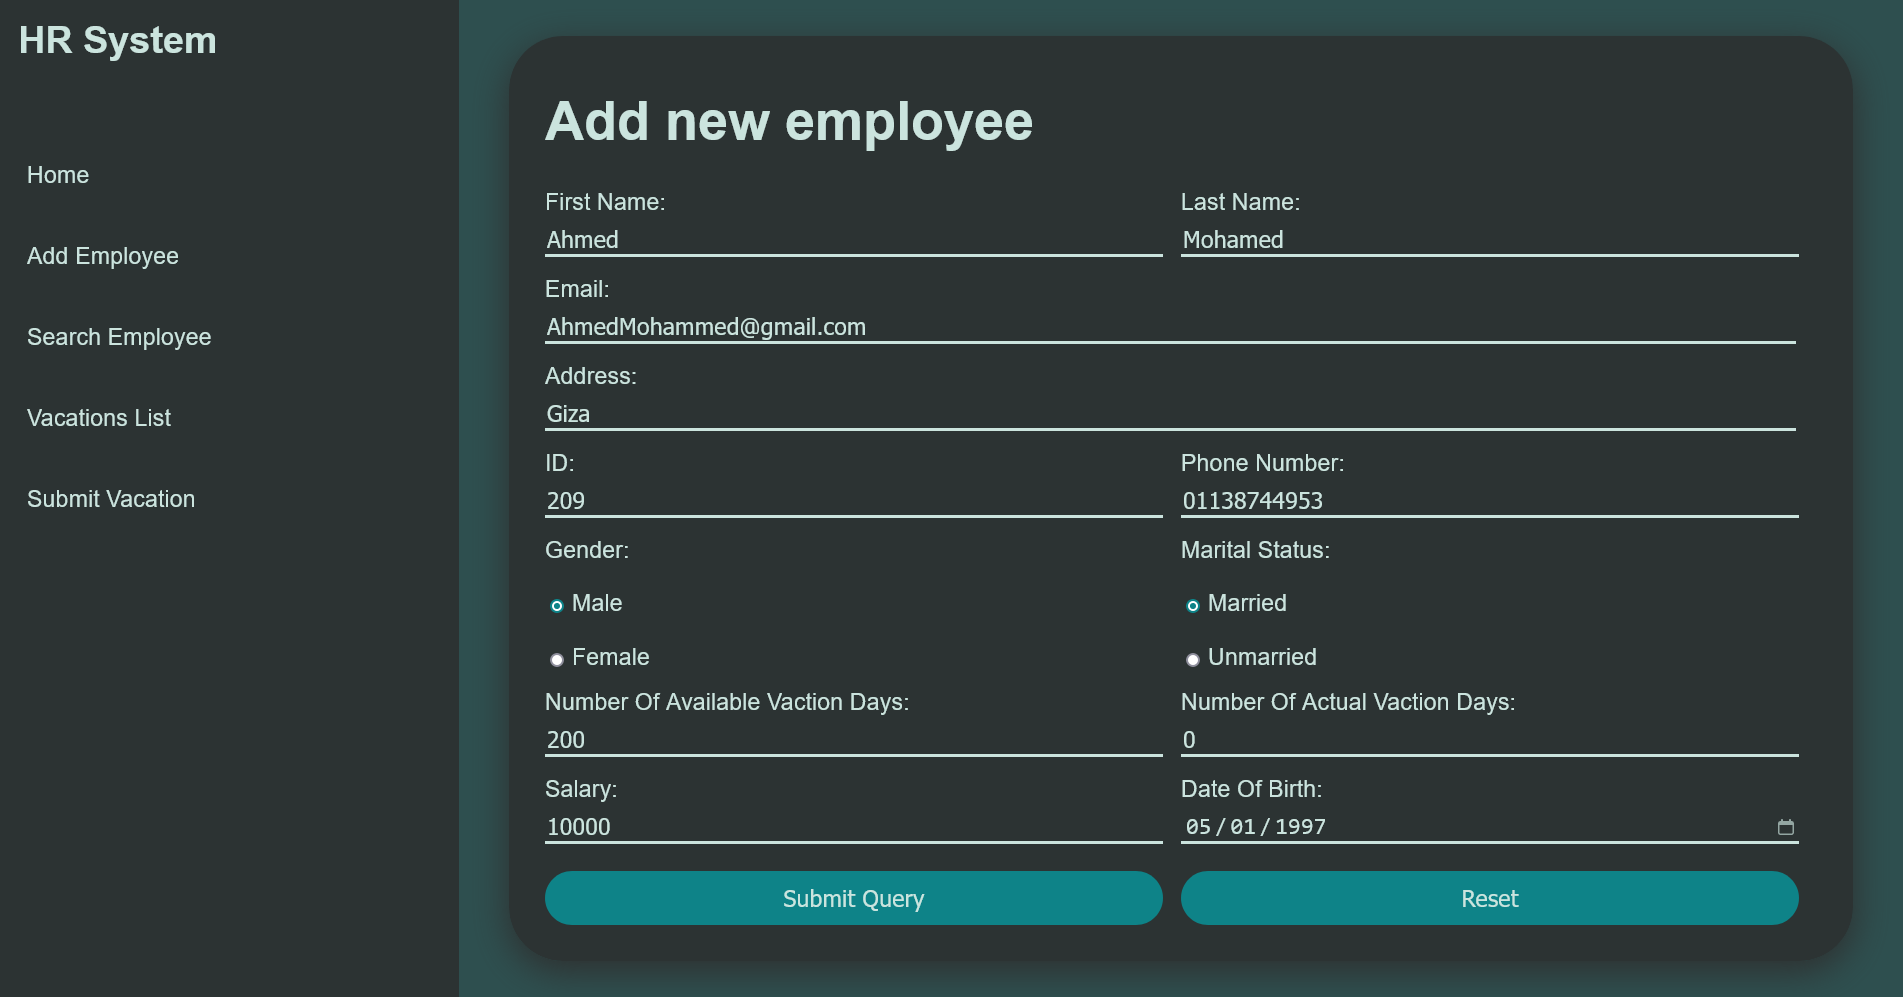 HR System
Home
Add Employee
Search Employee
Vacations List
Submit Vacation
Add new employee
First Name:
Ahmed
Last Name:
Mohamed
Email:
AhmedMohammed@gmail.com
Address:
Giza
ID:
209
Phone Number:
01138744953
Gender:
Male
Female
Marital Status:
Married
Unmarried
Number Of Available Vaction Days:
200
Number Of Actual Vaction Days:
0
Salary:
10000
Date Of Birth:
05/01/1997
Submit Query
Reset